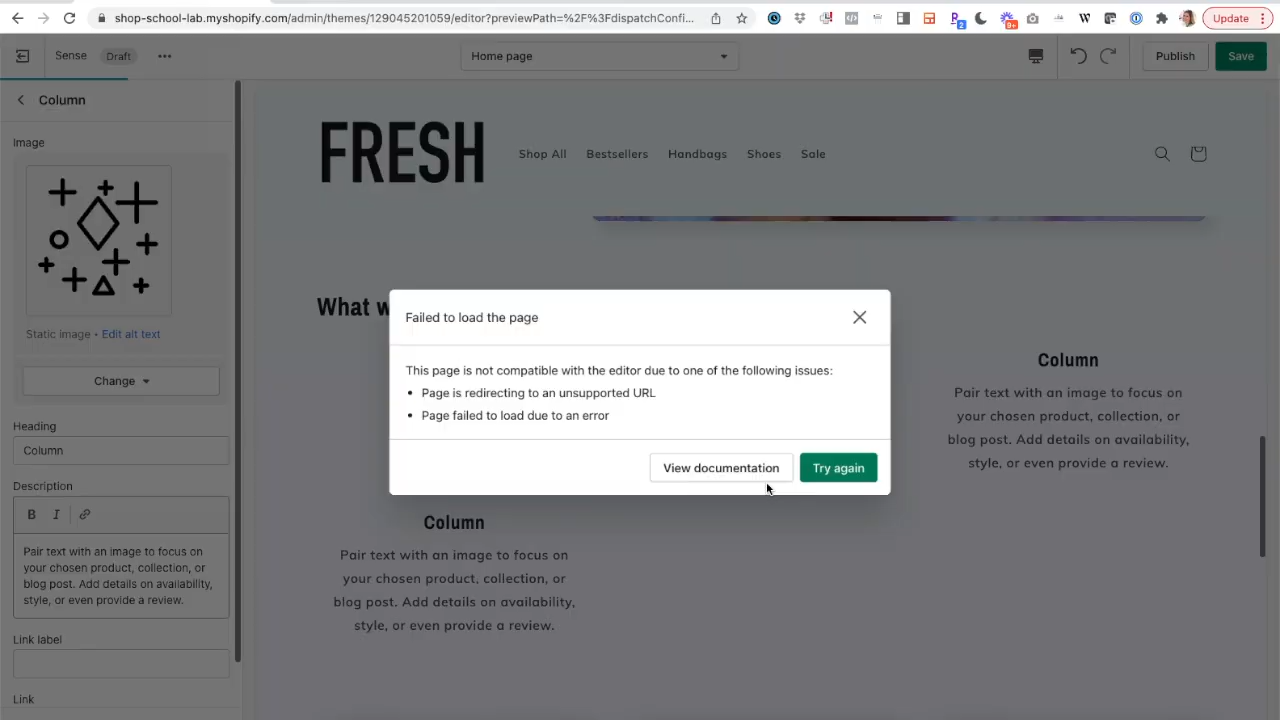 shop-school-lab.myshopify.com/admin/themes/129045201059/editor?previewPath=%2F%3FdispatchConfi...
2
9+
W
Update
Sense
Draft
Home page
Publish
Save
Column
Image
Static image • Edit alt text
Change
Heading
Column
Description
B I
Pair text with an image to focus on
your chosen product, collection, or
blog post. Add details on availability,
style, or even provide a review.
Link label
Link
FRESH
Shop All
Bestsellers
Handbags
Shoes
Sale
What w
Failed to load the page
This page is not compatible with the editor due to one of the following issues:
• Page is redirecting to an unsupported URL
• Page failed to load due to an error
View documentation
Try again
Column
Pair text with an image to focus on
your chosen product, collection, or
blog post. Add details on availability,
style, or even provide a review.
Column
Pair text with an image to focus on
your chosen product, collection, or
blog post. Add details on availability,
style, or even provide a review.